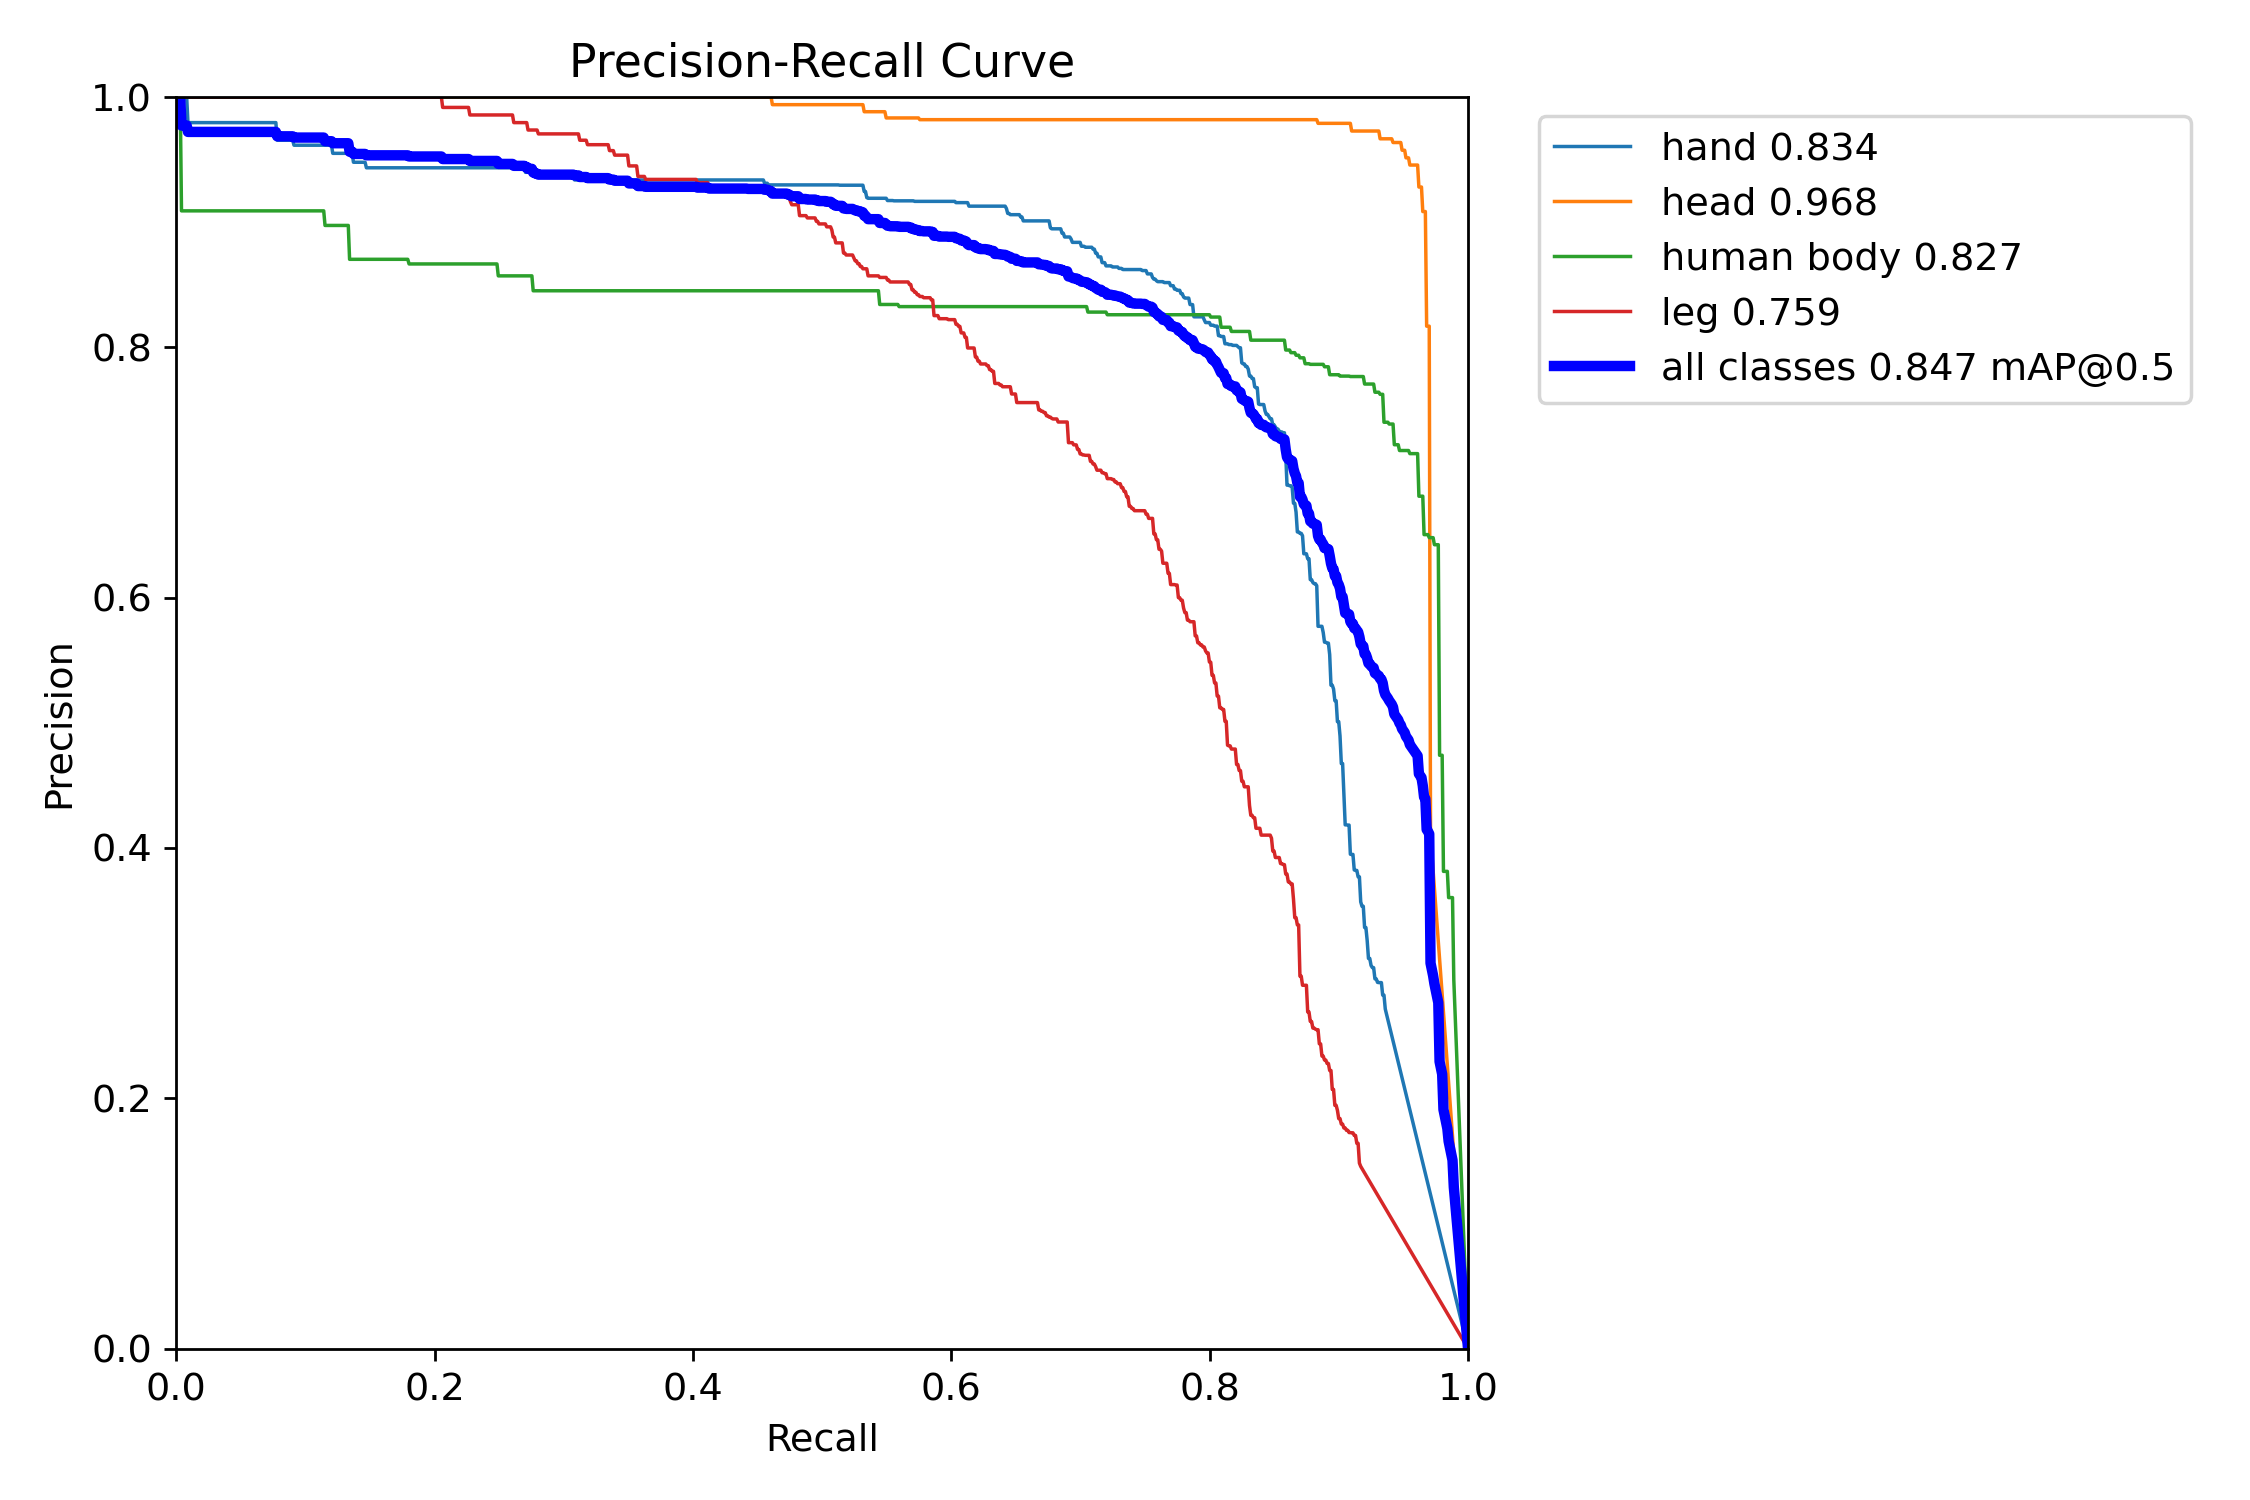 Precision-Recall Curve
1.0
0.8
0.6
0.4
0.2
0.0
Precision
0.0 0.2 0.4 0.6 0.8 1.0
Recall
hand 0.834
head 0.968
human body 0.827
leg 0.759
all classes 0.847 mAP@0.5